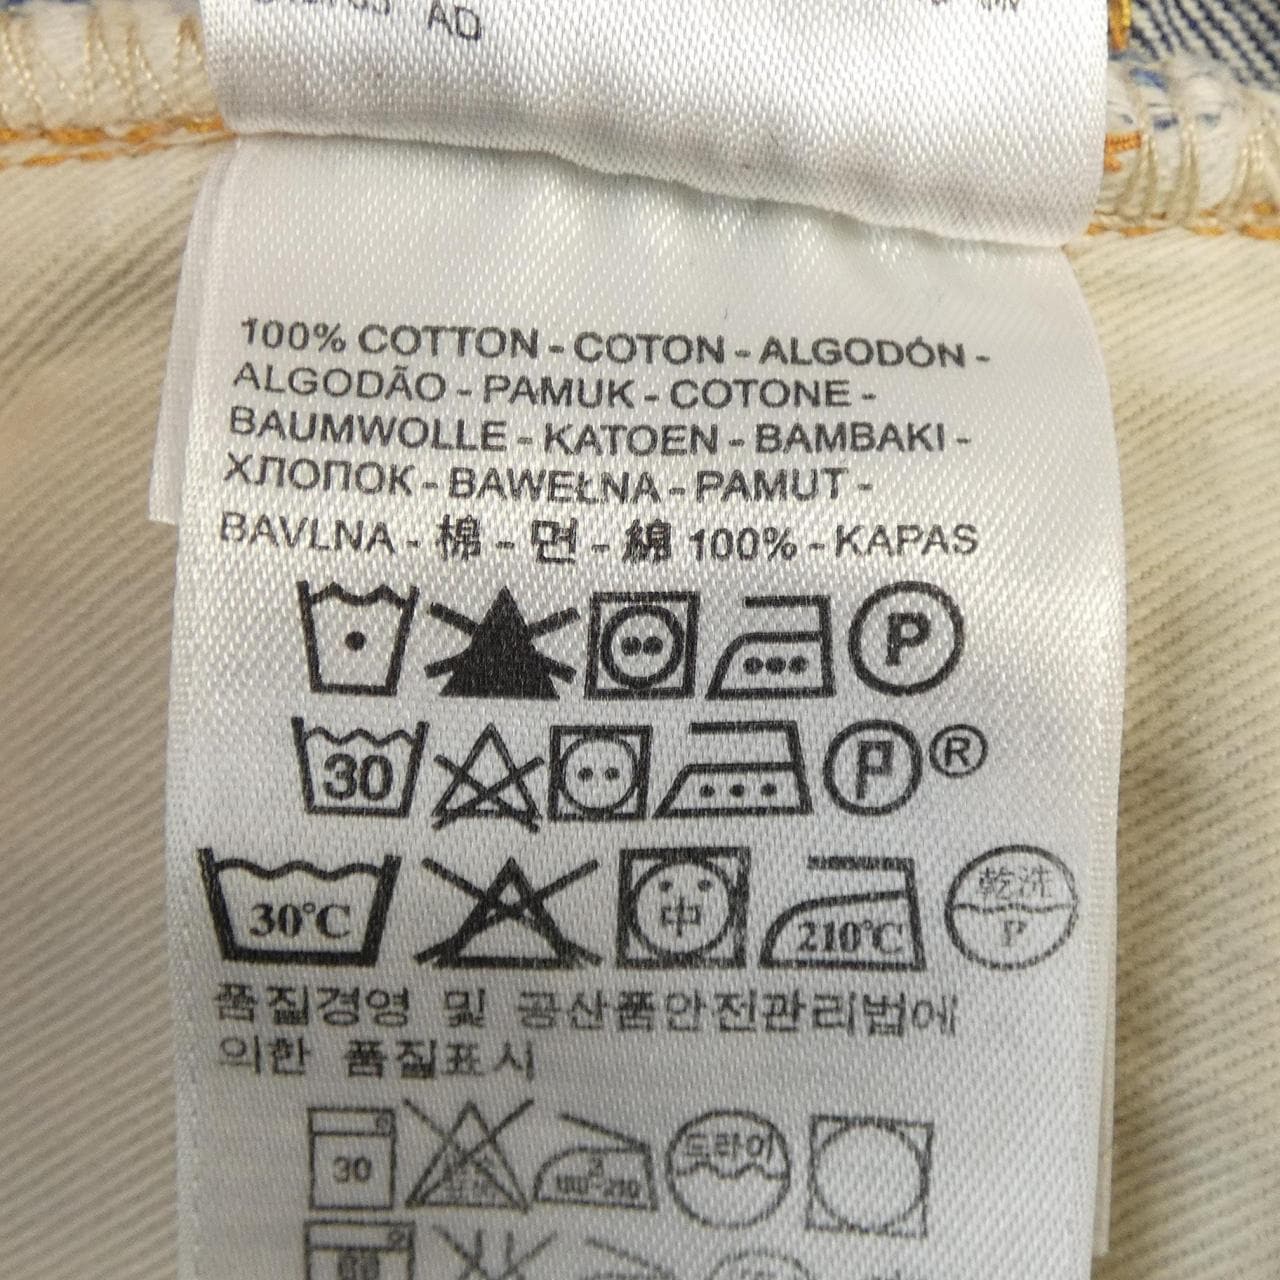 AD
100% COTTON - COTON - ALGODÓN -
ALGODÃO - PAMUK - COTONE -
BAUMWOLLE - KATOEN - BAMBAKI -
ХЛОПОК - BAWEŁNA - PAMUT -
BAVLNA - 棉 - 면 - 綿 100% - KAPAS
P
30 P ®
30°C 中 210°C 乾洗 P
품질경영 및 공산품안전관리법에
의한 품질표시
30 드라이